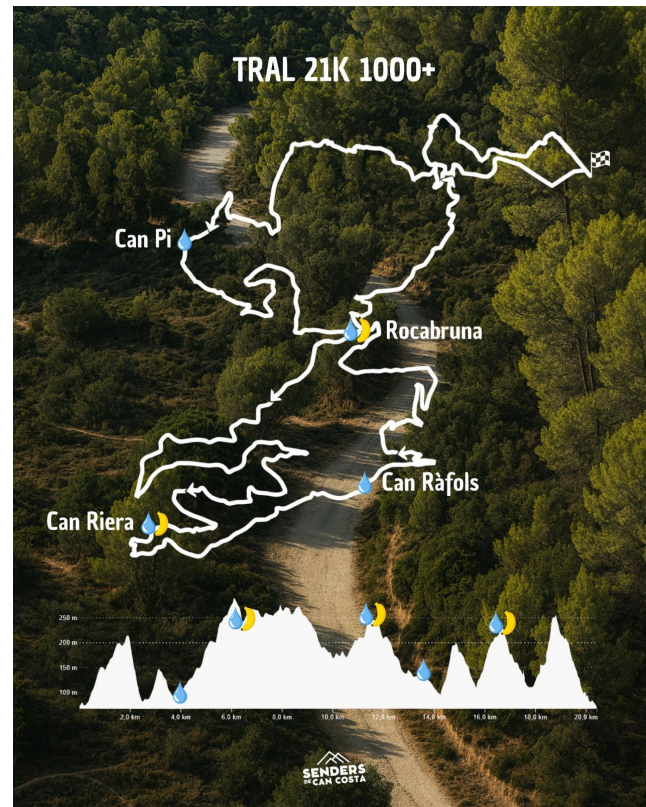 TRAL 21K 1000+
Can Pi
Rocabruna
Can Ràfols
Can Riera
250 m
200 m
150 m
100 m
2,0 km 4,0 km 6,0 km 8,0 km 10,0 km 12,0 km 14,0 km 16,0 km 18,0 km 20,0 km
SENDERS
DE CAN COSTA